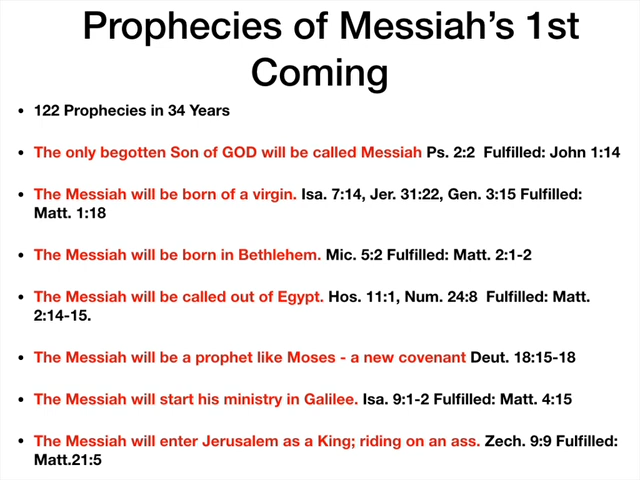 Prophecies of Messiah's 1st
Coming
• 122 Prophecies in 34 Years
• The only begotten Son of GOD will be called Messiah Ps. 2:2 Fulfilled: John 1:14
• The Messiah will be born of a virgin. Isa. 7:14, Jer. 31:22, Gen. 3:15 Fulfilled:
Matt. 1:18
• The Messiah will be born in Bethlehem. Mic. 5:2 Fulfilled: Matt. 2:1-2
• The Messiah will be called out of Egypt. Hos. 11:1, Num. 24:8 Fulfilled: Matt.
2:14-15.
• The Messiah will be a prophet like Moses - a new covenant Deut. 18:15-18
• The Messiah will start his ministry in Galilee. Isa. 9:1-2 Fulfilled: Matt. 4:15
• The Messiah will enter Jerusalem as a King; riding on an ass. Zech. 9:9 Fulfilled:
Matt.21:5